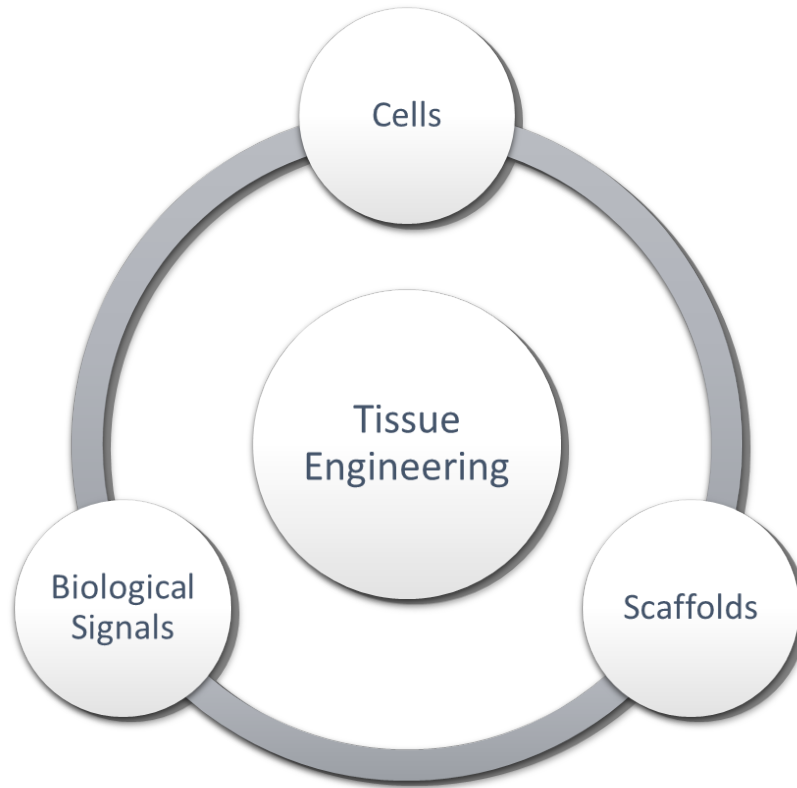 Cells
Tissue
Engineering
Biological
Signals
Scaffolds